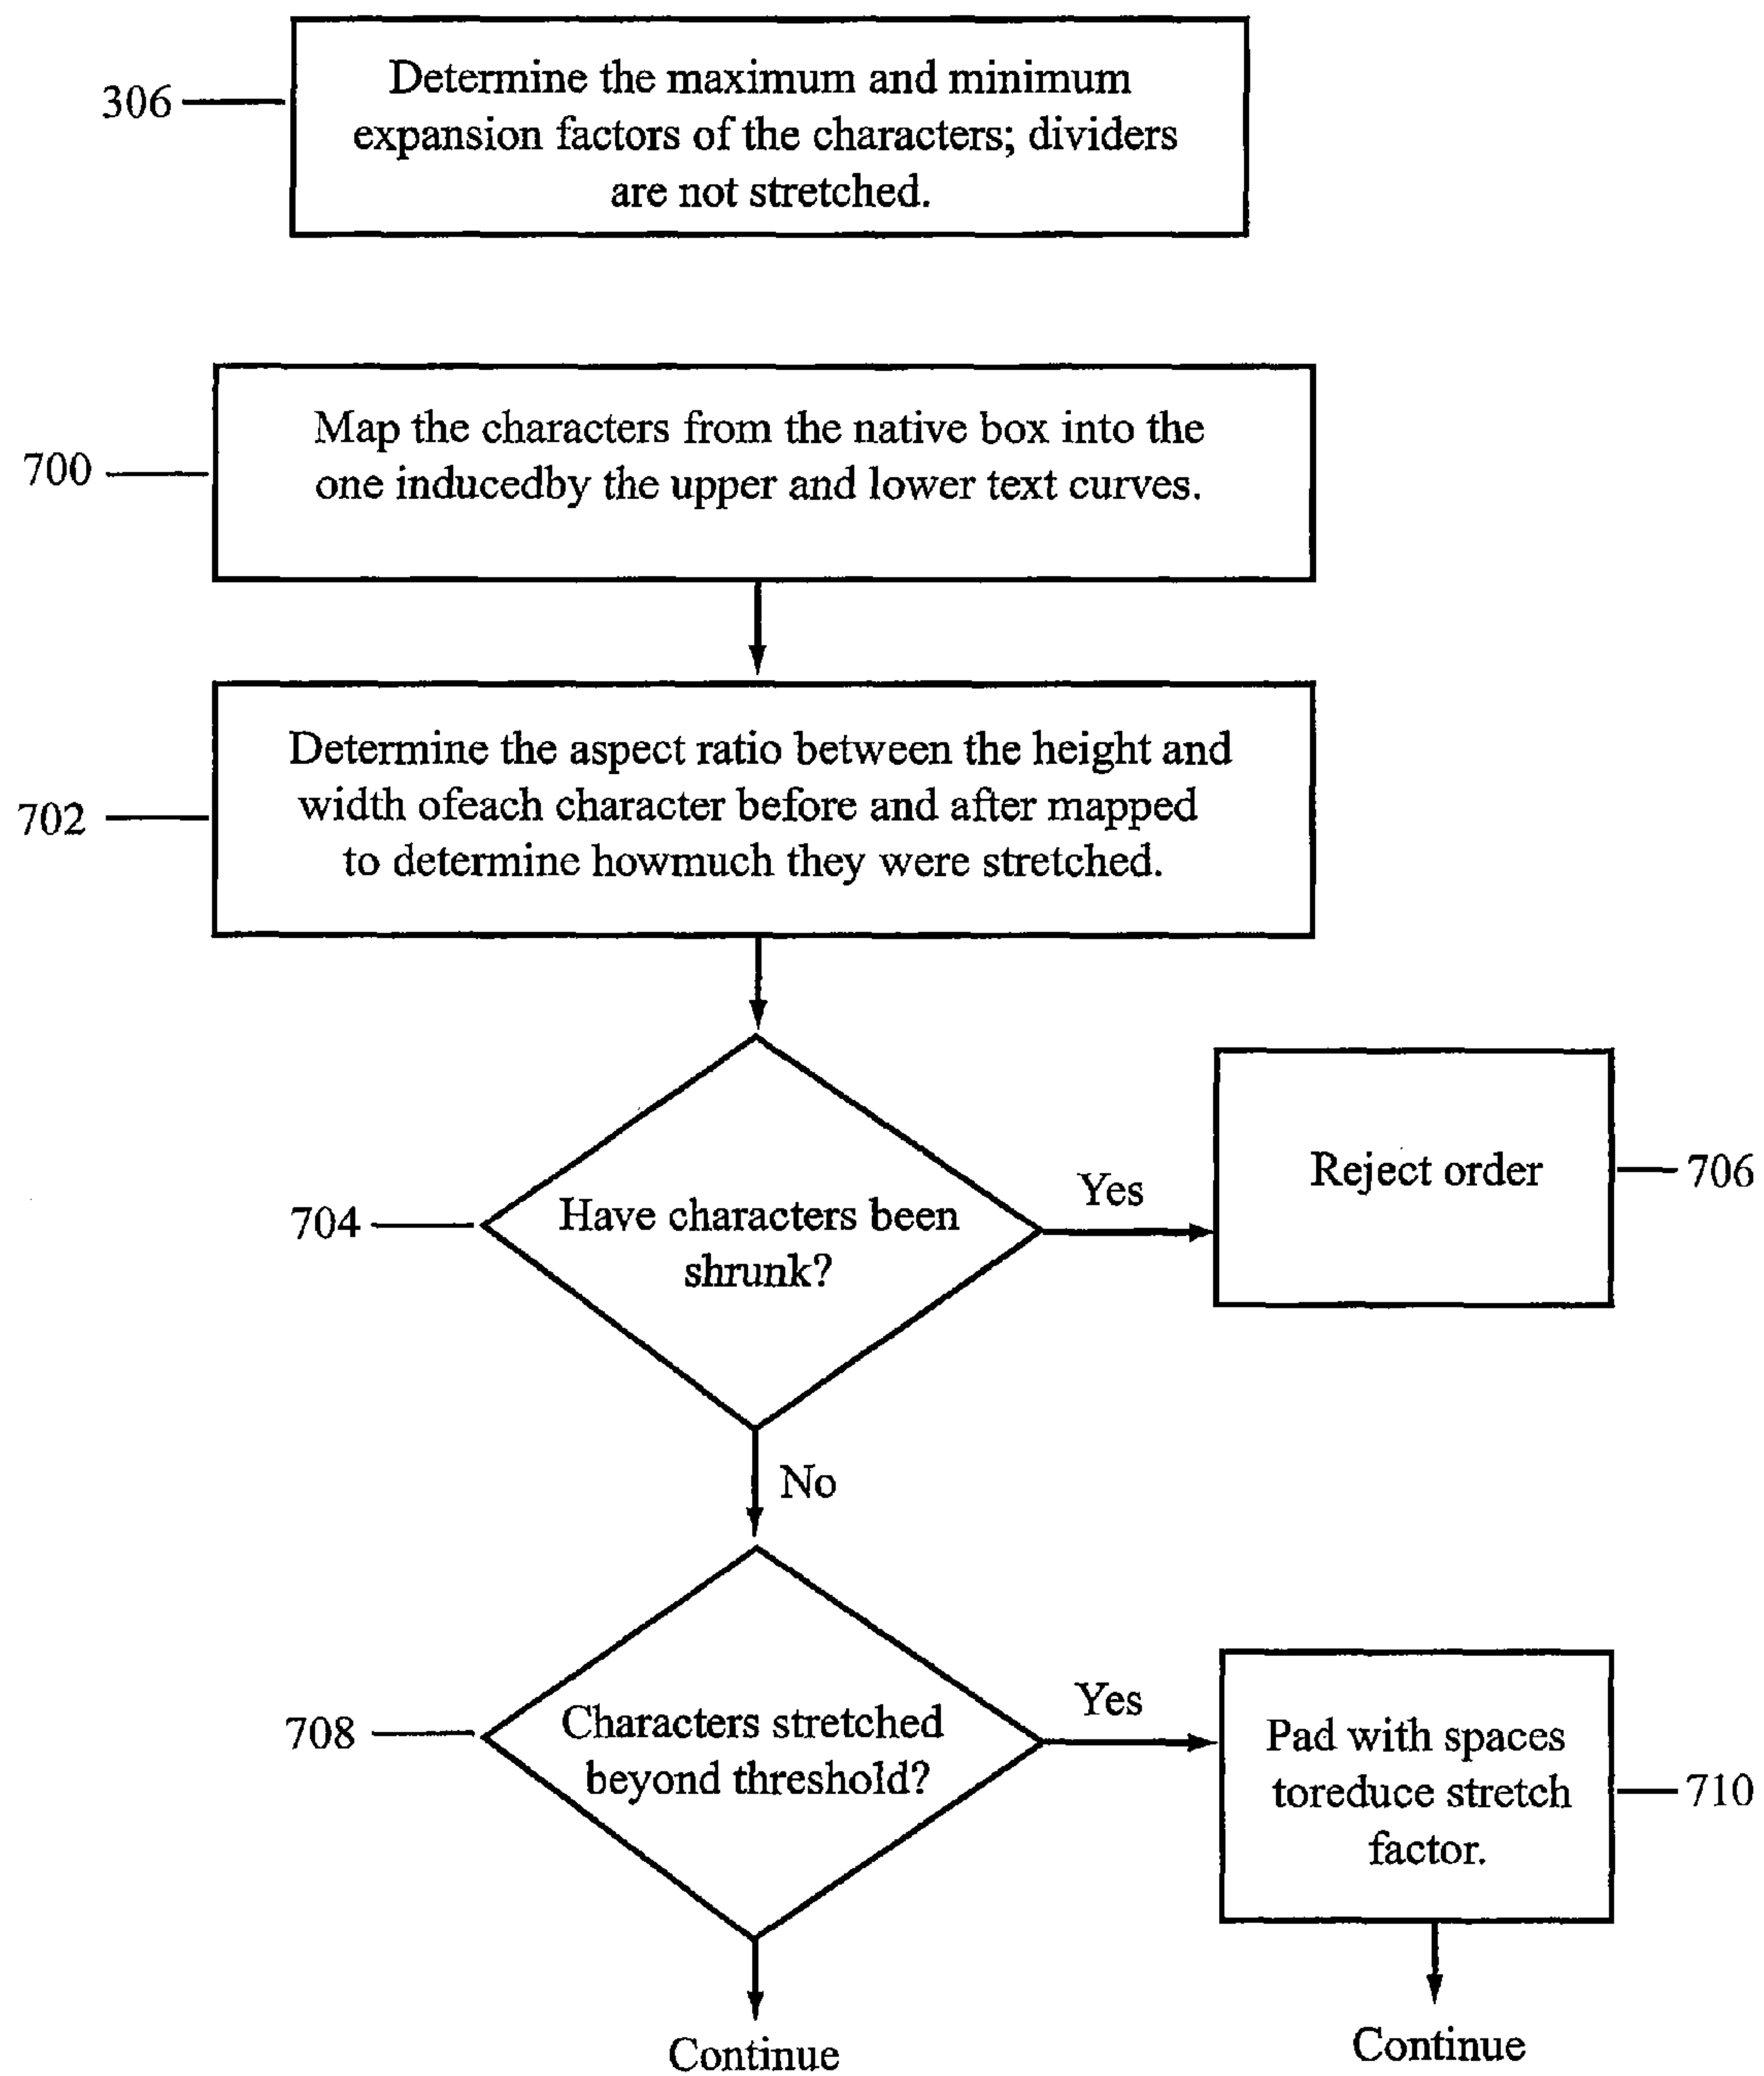 306
Determine the maximum and minimum
expansion factors of the characters; dividers
are not stretched.
700
Map the characters from the native box into the
one inducedby the upper and lower text curves.
702
Determine the aspect ratio between the height and
width ofeach character before and after mapped
to determine howmuch they were stretched.
704
Have characters been
shrunk?
Yes
Reject order
706
No
708
Characters stretched
beyond threshold?
Yes
Pad with spaces
toreduce stretch
factor.
710
Continue
Continue